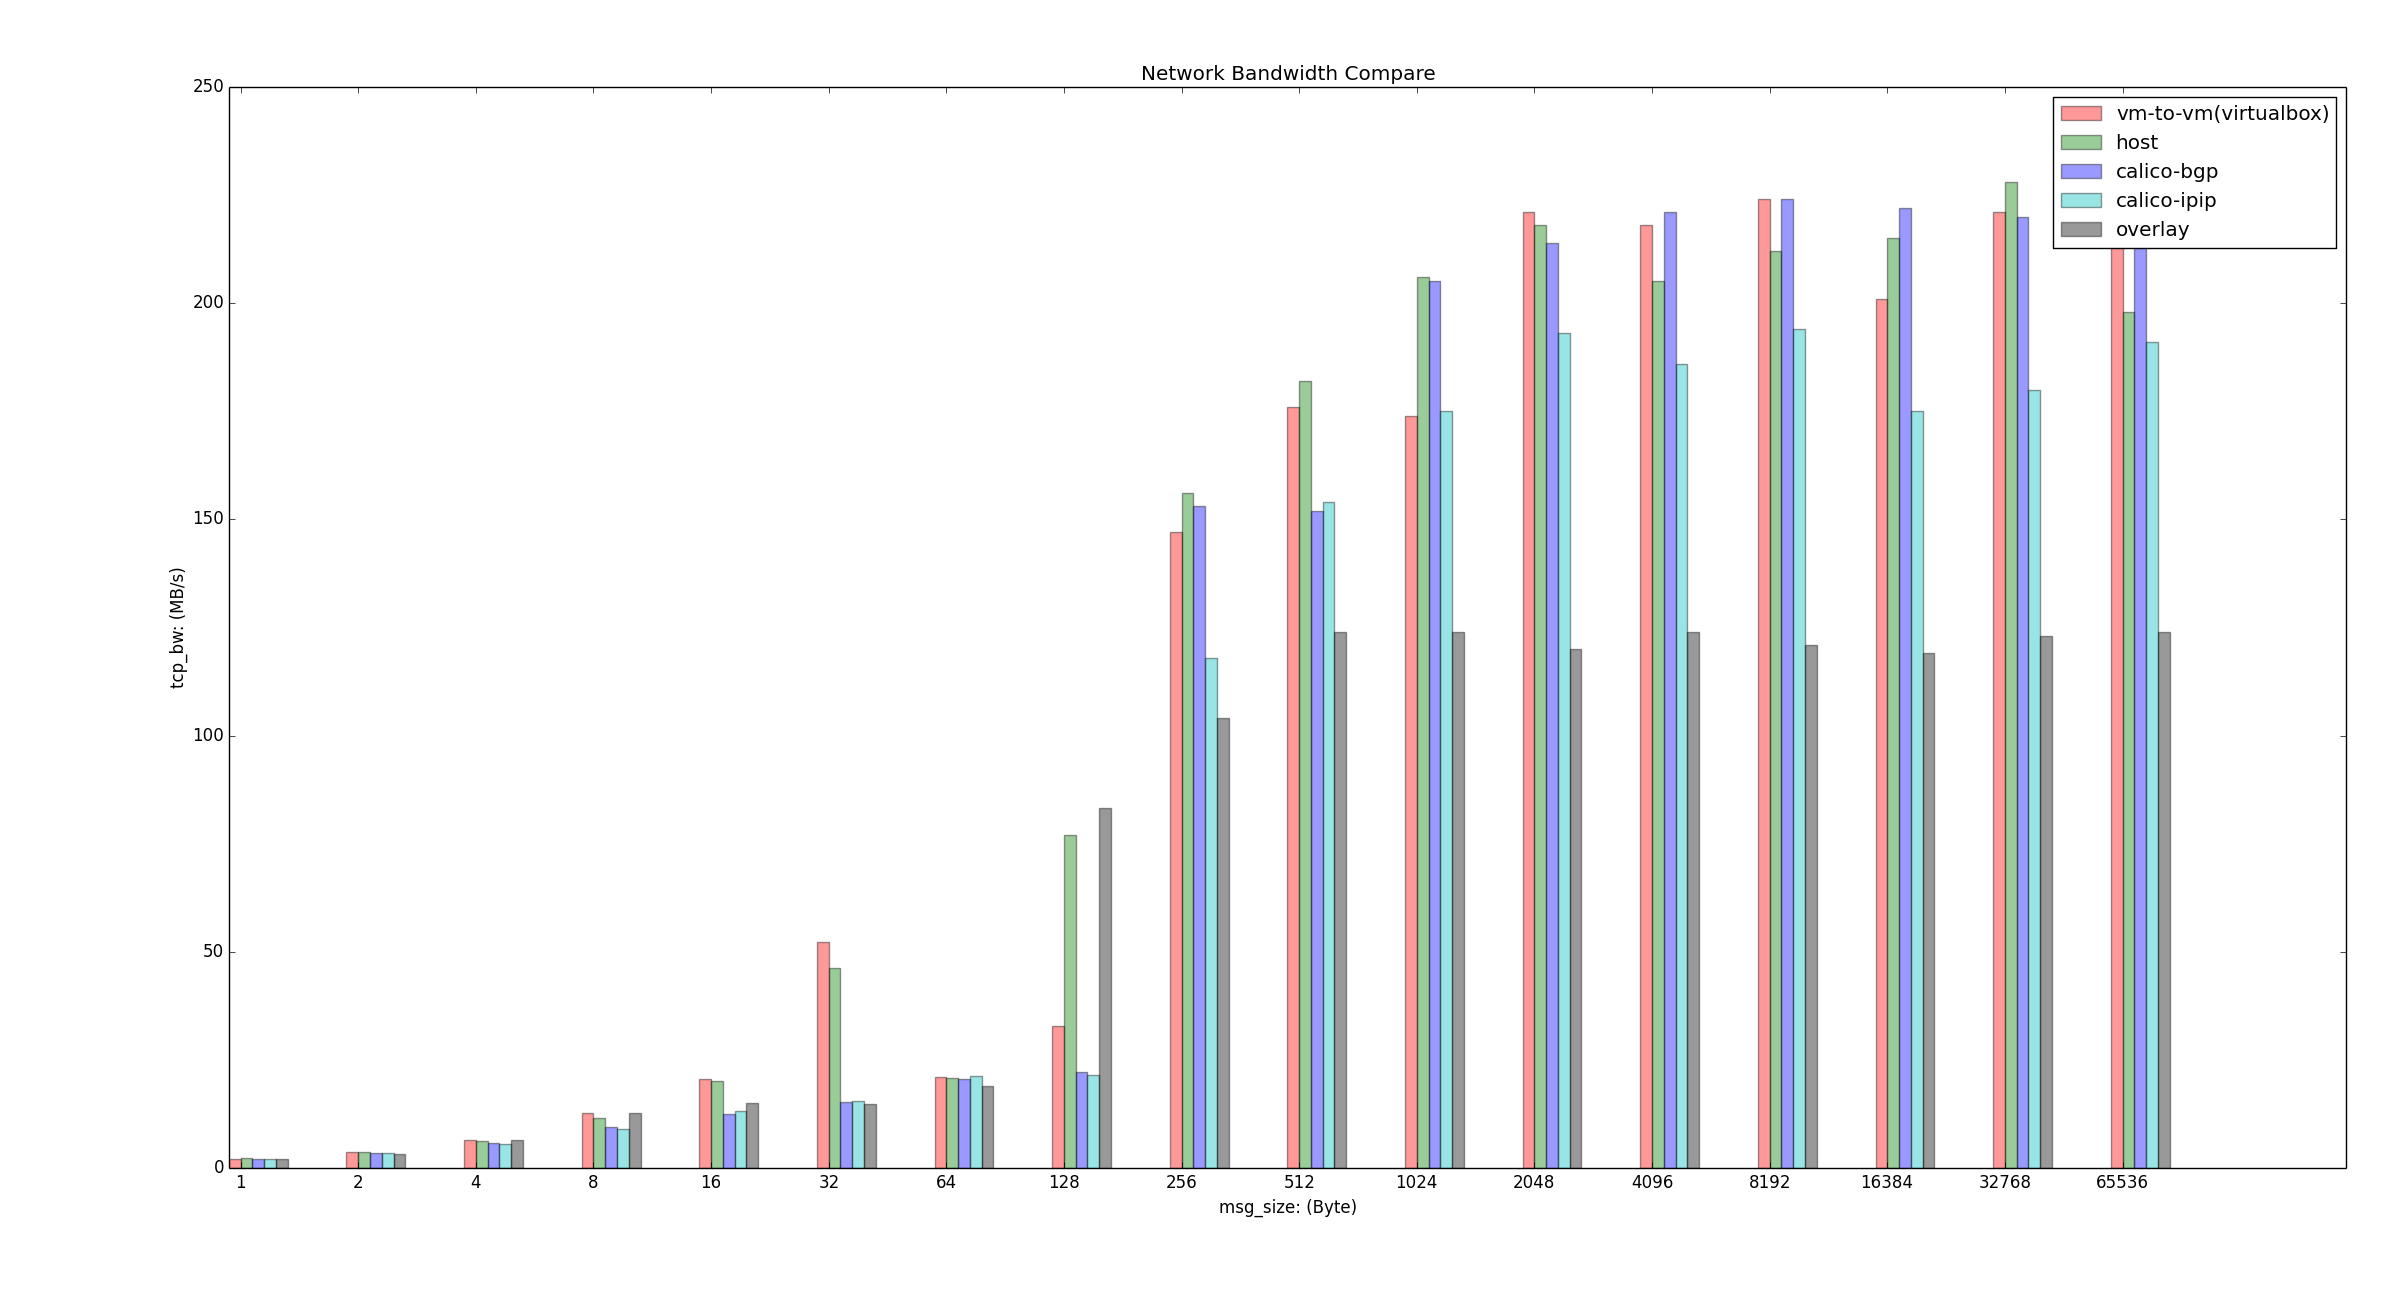 Network Bandwidth Compare
250
200
150
100
50
0
tcp_bw: (MB/s)
vm-to-vm(virtualbox)
host
calico-bgp
calico-ipip
overlay
1 2 4 8 16 32 64 128 256 512 1024 2048 4096 8192 16384 32768 65536
msg_size: (Byte)